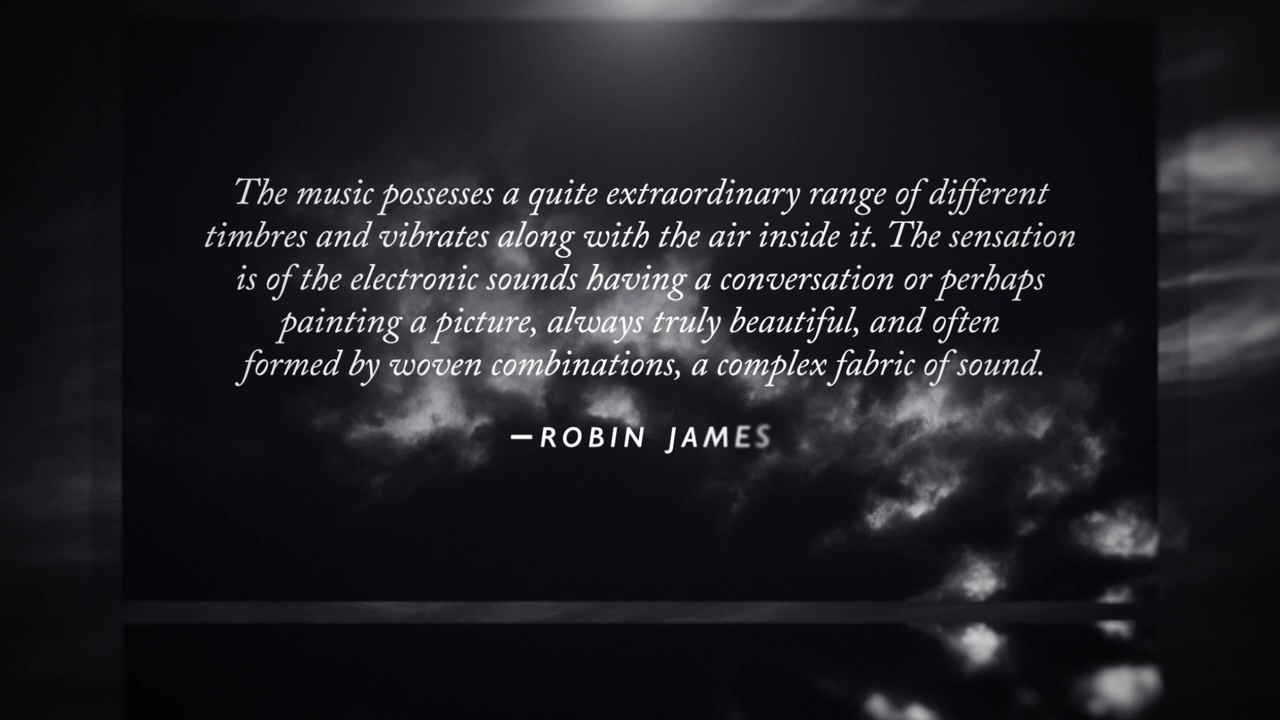 The music possesses a quite extraordinary range of different
timbres and vibrates along with the air inside it. The sensation
is of the electronic sounds having a conversation or perhaps
painting a picture, always truly beautiful, and often
formed by woven combinations, a complex fabric of sound.
—ROBIN JAMES